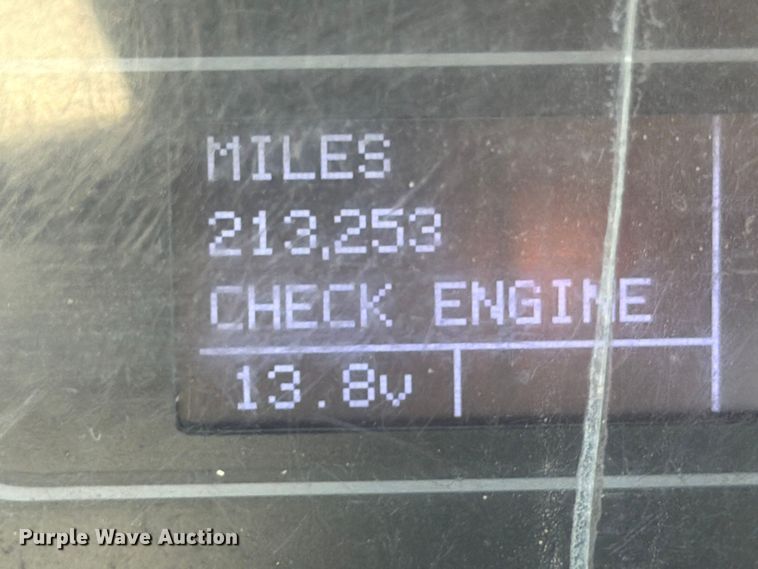 MILES
213,253
CHECK ENGINE
13.8v
Purple Wave Auction